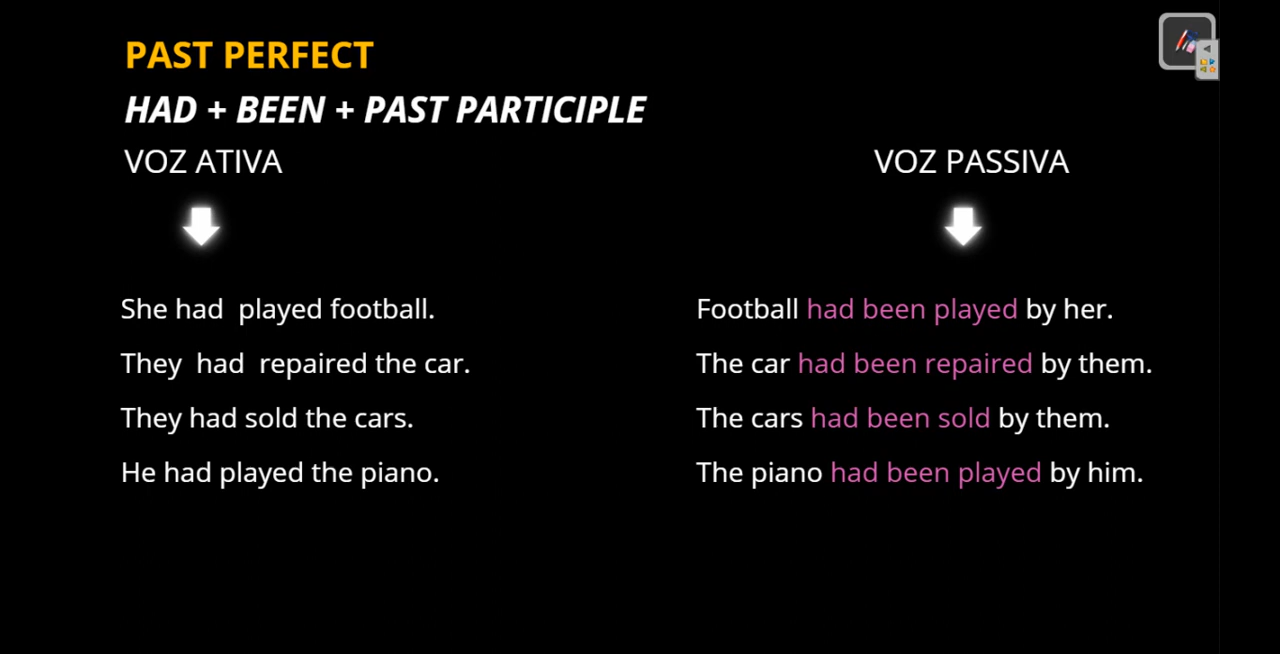 PAST PERFECT
HAD + BEEN + PAST PARTICIPLE
VOZ ATIVA
VOZ PASSIVA
She had played football.
Football had been played by her.
They had repaired the car.
The car had been repaired by them.
They had sold the cars.
The cars had been sold by them.
He had played the piano.
The piano had been played by him.